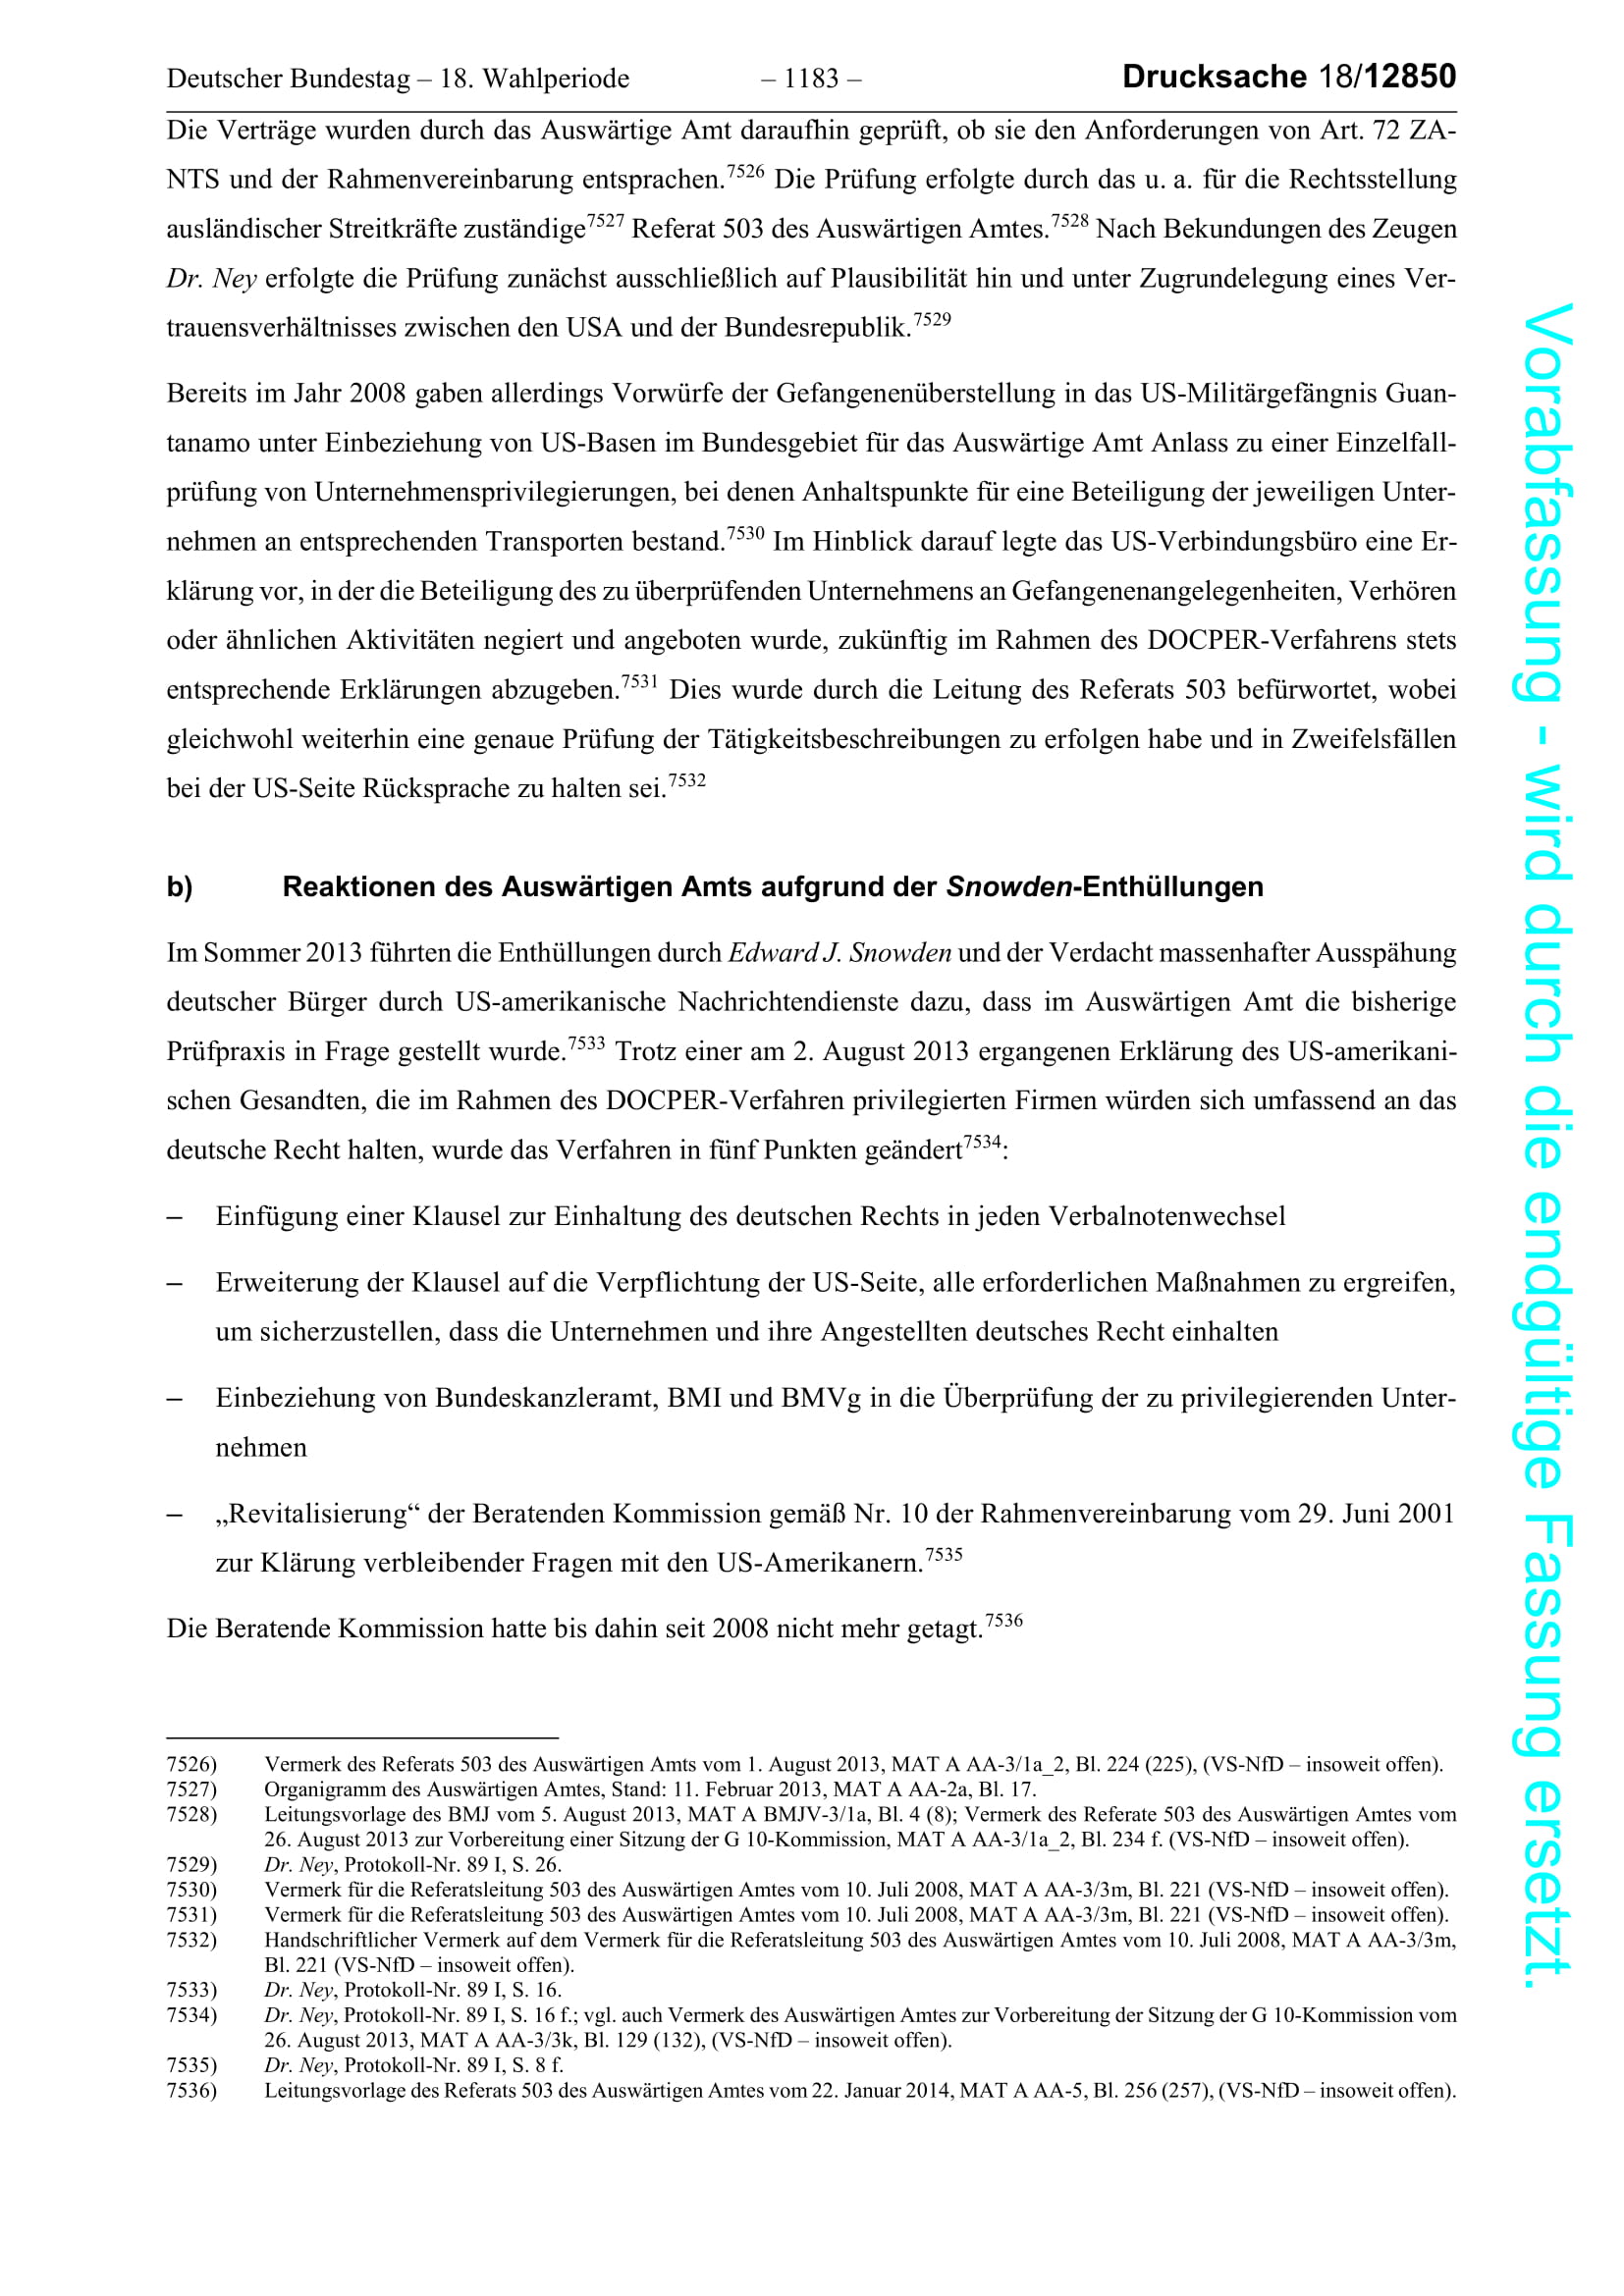 Deutscher Bundestag – 18. Wahlperiode – 1183 – Drucksache 18/12850
Die Verträge wurden durch das Auswärtige Amt daraufhin geprüft, ob sie den Anforderungen von Art. 72 ZA-
NTS und der Rahmenvereinbarung entsprachen.7526 Die Prüfung erfolgte durch das u. a. für die Rechtsstellung
ausländischer Streitkräfte zuständige7527 Referat 503 des Auswärtigen Amtes.7528 Nach Bekundungen des Zeugen
Dr. Ney erfolgte die Prüfung zunächst ausschließlich auf Plausibilität hin und unter Zugrundelegung eines Ver-
trauensverhältnisses zwischen den USA und der Bundesrepublik.7529
Bereits im Jahr 2008 gaben allerdings Vorwürfe der Gefangenenüberstellung in das US-Militärgefängnis Guan-
tanamo unter Einbeziehung von US-Basen im Bundesgebiet für das Auswärtige Amt Anlass zu einer Einzelfall-
prüfung von Unternehmensprivilegierungen, bei denen Anhaltspunkte für eine Beteiligung der jeweiligen Unter-
nehmen an entsprechenden Transporten bestand.7530 Im Hinblick darauf legte das US-Verbindungsbüro eine Er-
klärung vor, in der die Beteiligung des zu überprüfenden Unternehmens an Gefangenenangelegenheiten, Verhören
oder ähnlichen Aktivitäten negiert und angeboten wurde, zukünftig im Rahmen des DOCPER-Verfahrens stets
entsprechende Erklärungen abzugeben.7531 Dies wurde durch die Leitung des Referats 503 befürwortet, wobei
gleichwohl weiterhin eine genaue Prüfung der Tätigkeitsbeschreibungen zu erfolgen habe und in Zweifelsfällen
bei der US-Seite Rücksprache zu halten sei.7532
b) Reaktionen des Auswärtigen Amts aufgrund der Snowden-Enthüllungen
Im Sommer 2013 führten die Enthüllungen durch Edward J. Snowden und der Verdacht massenhafter Ausspähung
deutscher Bürger durch US-amerikanische Nachrichtendienste dazu, dass im Auswärtigen Amt die bisherige
Prüfpraxis in Frage gestellt wurde.7533 Trotz einer am 2. August 2013 ergangenen Erklärung des US-amerikani-
schen Gesandten, die im Rahmen des DOCPER-Verfahren privilegierten Firmen würden sich umfassend an das
deutsche Recht halten, wurde das Verfahren in fünf Punkten geändert7534:
– Einfügung einer Klausel zur Einhaltung des deutschen Rechts in jeden Verbalnotenwechsel
– Erweiterung der Klausel auf die Verpflichtung der US-Seite, alle erforderlichen Maßnahmen zu ergreifen,
um sicherzustellen, dass die Unternehmen und ihre Angestellten deutsches Recht einhalten
– Einbeziehung von Bundeskanzleramt, BMI und BMVg in die Überprüfung der zu privilegierenden Unter-
nehmen
– „Revitalisierung“ der Beratenden Kommission gemäß Nr. 10 der Rahmenvereinbarung vom 29. Juni 2001
zur Klärung verbleibender Fragen mit den US-Amerikanern.7535
Die Beratende Kommission hatte bis dahin seit 2008 nicht mehr getagt.7536
7526) Vermerk des Referats 503 des Auswärtigen Amts vom 1. August 2013, MAT A AA-3/1a_2, Bl. 224 (225), (VS-NfD – insoweit offen).
7527) Organigramm des Auswärtigen Amtes, Stand: 11. Februar 2013, MAT A AA-2a, Bl. 17.
7528) Leitungsvorlage des BMJ vom 5. August 2013, MAT A BMJV-3/1a, Bl. 4 (8); Vermerk des Referate 503 des Auswärtigen Amtes vom
26. August 2013 zur Vorbereitung einer Sitzung der G 10-Kommission, MAT A AA-3/1a_2, Bl. 234 f. (VS-NfD – insoweit offen).
7529) Dr. Ney, Protokoll-Nr. 89 I, S. 26.
7530) Vermerk für die Referatsleitung 503 des Auswärtigen Amtes vom 10. Juli 2008, MAT A AA-3/3m, Bl. 221 (VS-NfD – insoweit offen).
7531) Vermerk für die Referatsleitung 503 des Auswärtigen Amtes vom 10. Juli 2008, MAT A AA-3/3m, Bl. 221 (VS-NfD – insoweit offen).
7532) Handschriftlicher Vermerk auf dem Vermerk für die Referatsleitung 503 des Auswärtigen Amtes vom 10. Juli 2008, MAT A AA-3/3m,
Bl. 221 (VS-NfD – insoweit offen).
7533) Dr. Ney, Protokoll-Nr. 89 I, S. 16.
7534) Dr. Ney, Protokoll-Nr. 89 I, S. 16 f.; vgl. auch Vermerk des Auswärtigen Amtes zur Vorbereitung der Sitzung der G 10-Kommission vom
26. August 2013, MAT A AA-3/3k, Bl. 129 (132), (VS-NfD – insoweit offen).
7535) Dr. Ney, Protokoll-Nr. 89 I, S. 8 f.
7536) Leitungsvorlage des Referats 503 des Auswärtigen Amtes vom 22. Januar 2014, MAT A AA-5, Bl. 256 (257), (VS-NfD – insoweit offen).
Vorabfassung - wird durch die endgültige Fassung ersetzt.